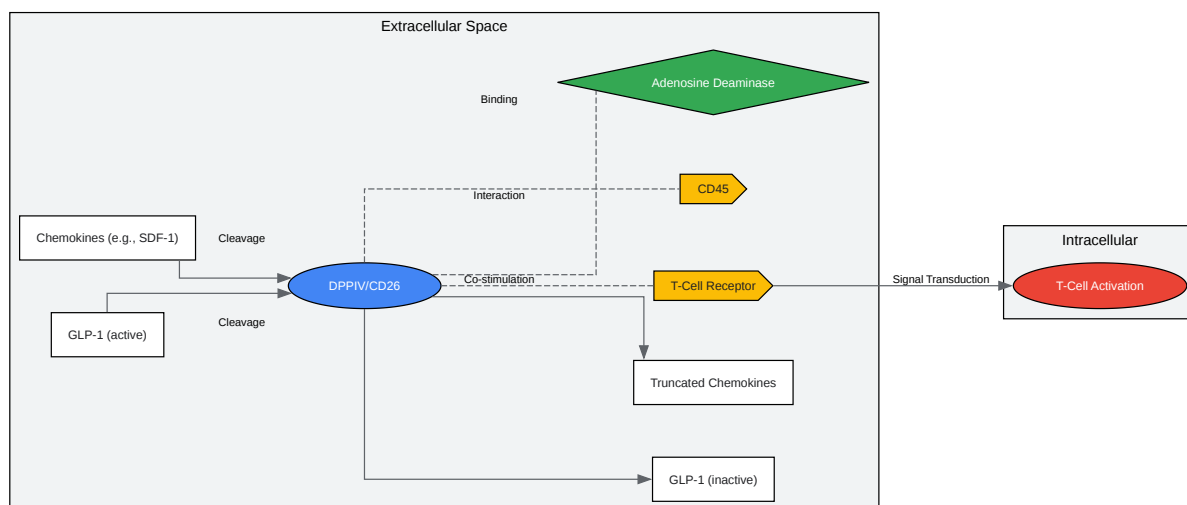 Extracellular Space
Adenosine Deaminase
Binding
CD45
Interaction
Chemokines (e.g., SDF-1)
Cleavage
Intracellular
DPPIV/CD26
Co-stimulation
T-Cell Receptor
Signal Transduction
T-Cell Activation
GLP-1 (active)
Cleavage
Truncated Chemokines
GLP-1 (inactive)